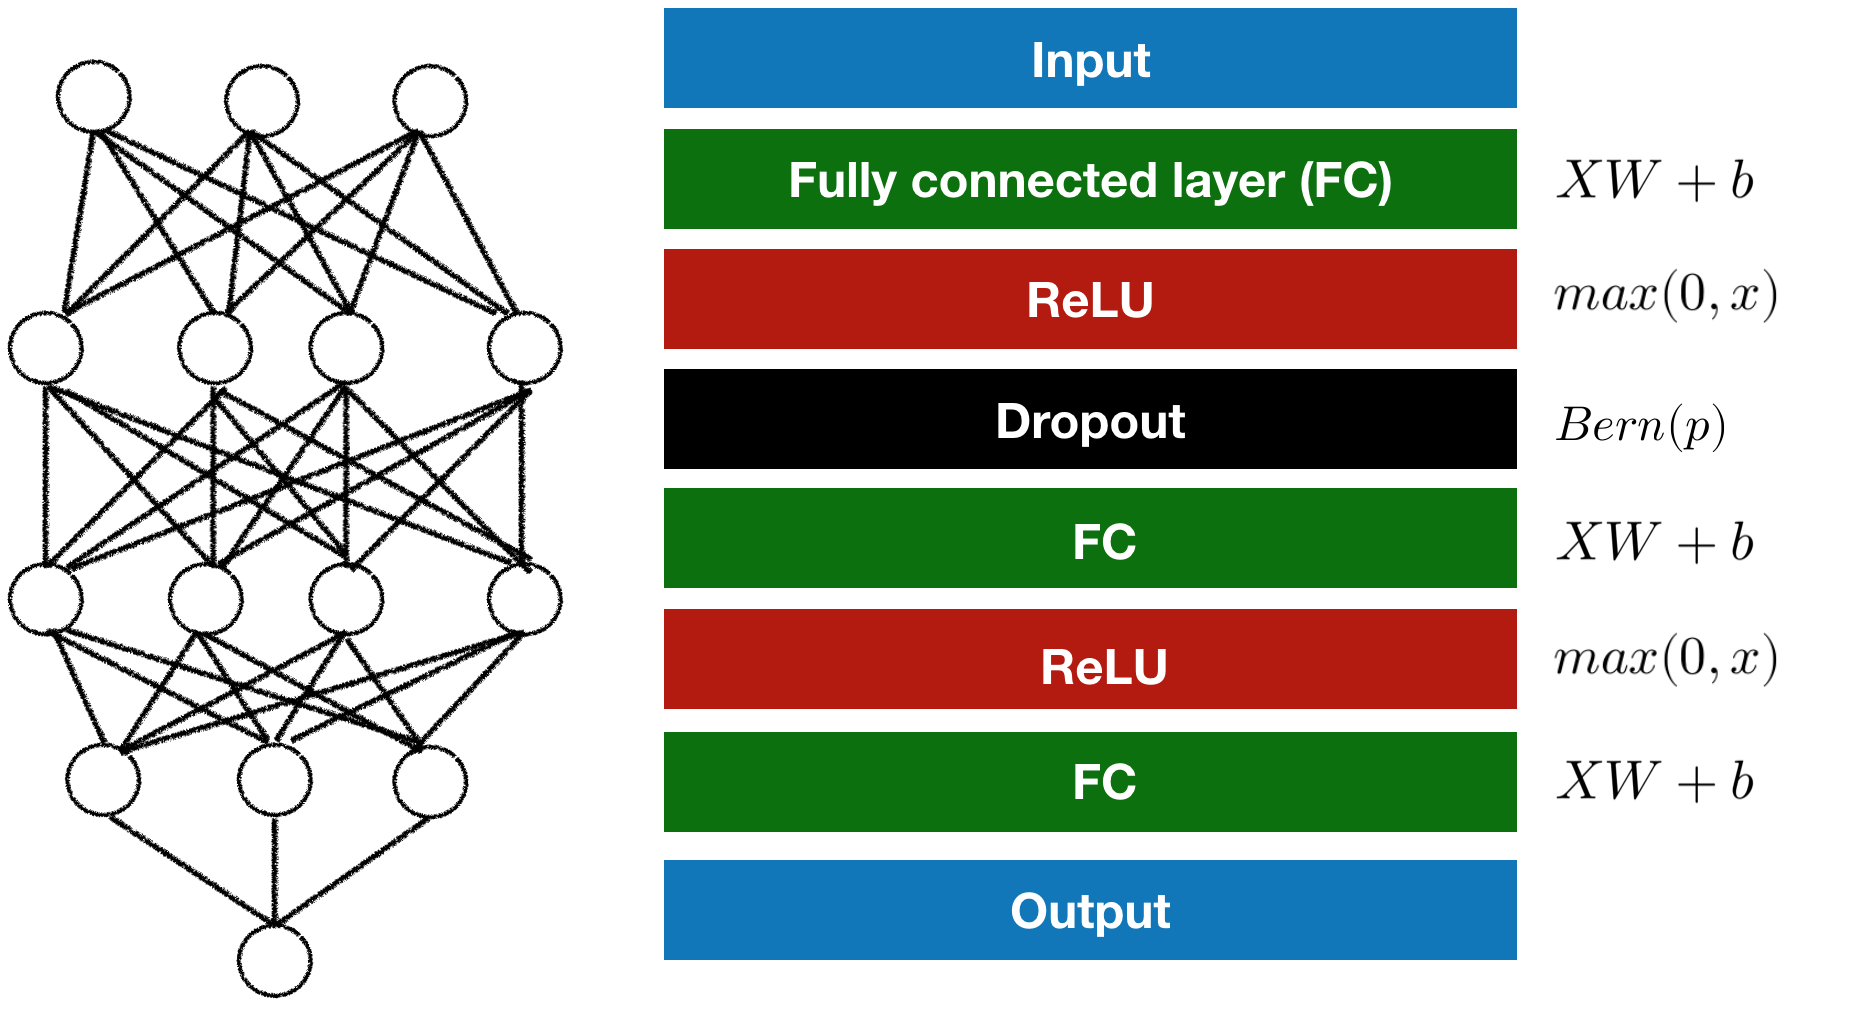 Input
Fully connected layer (FC) XW + b
ReLU max(0, x)
Dropout Bern(p)
FC XW + b
ReLU max(0, x)
FC XW + b
Output